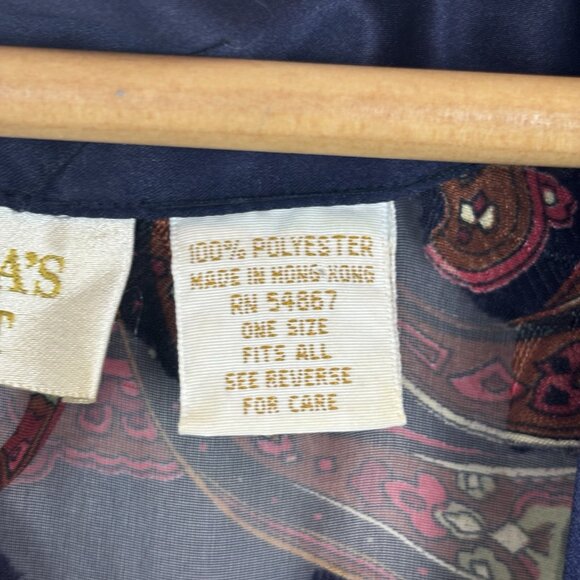 A'S
T
100% POLYESTER
MADE IN HONG KONG
RN 54867
ONE SIZE
FITS ALL
SEE REVERSE
FOR CARE